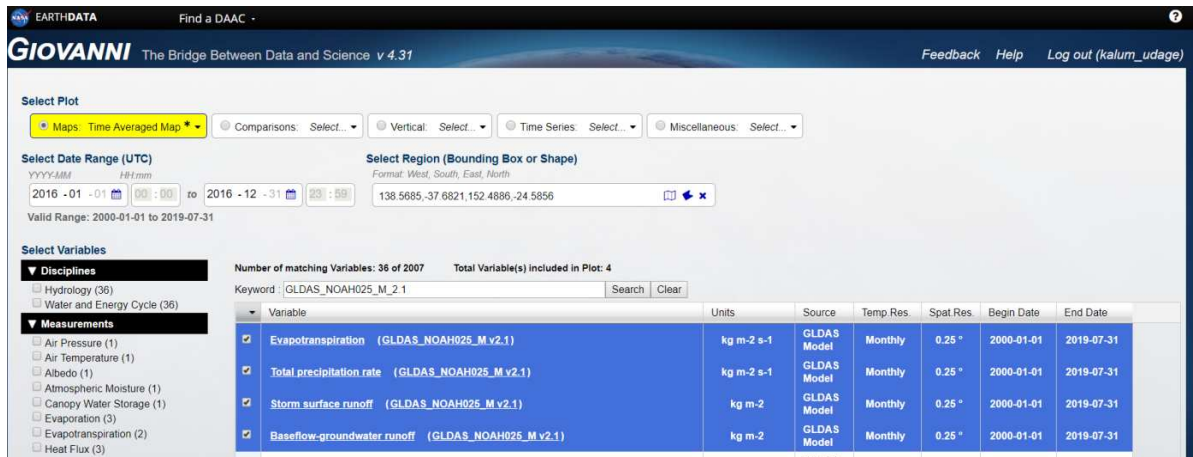 EARTHDATA Find a DAAC
GIOVANNI The Bridge Between Data and Science v 4.31 Feedback Help Log out (kalum_udage)
Select Plot
Maps: Time Averaged Map * Comparisons: Select... Vertical: Select... Time Series: Select... Miscellaneous: Select...
Select Date Range (UTC) Select Region (Bounding Box or Shape)
YYYY-MM HH:mm Format: West, South, East, North
2016 - 01 - 01 00 : 00 to 2016 - 12 - 31 23 : 59 138.5685,-37.6821,152.4886,-24.5856
Valid Range: 2000-01-01 to 2019-07-31
Select Variables
▼ Disciplines Number of matching Variables: 36 of 2007 Total Variable(s) included in Plot: 4
Hydrology (36) Keyword : GLDAS_NOAH025_M_2.1 Search Clear
Water and Energy Cycle (36)
▼ Measurements Variable Units Source Temp.Res. Spat.Res. Begin Date End Date
Air Pressure (1)
Air Temperature (1) Evapotranspiration (GLDAS_NOAH025_M v2.1) kg m-2 s-1 GLDAS Model Monthly 0.25 ° 2000-01-01 2019-07-31
Albedo (1)
Atmospheric Moisture (1) Total precipitation rate (GLDAS_NOAH025_M v2.1) kg m-2 s-1 GLDAS Model Monthly 0.25 ° 2000-01-01 2019-07-31
Canopy Water Storage (1) Storm surface runoff (GLDAS_NOAH025_M v2.1) kg m-2 GLDAS Model Monthly 0.25 ° 2000-01-01 2019-07-31
Evaporation (3)
Evapotranspiration (2) Baseflow-groundwater runoff (GLDAS_NOAH025_M v2.1) kg m-2 GLDAS Model Monthly 0.25 ° 2000-01-01 2019-07-31
Heat Flux (3)